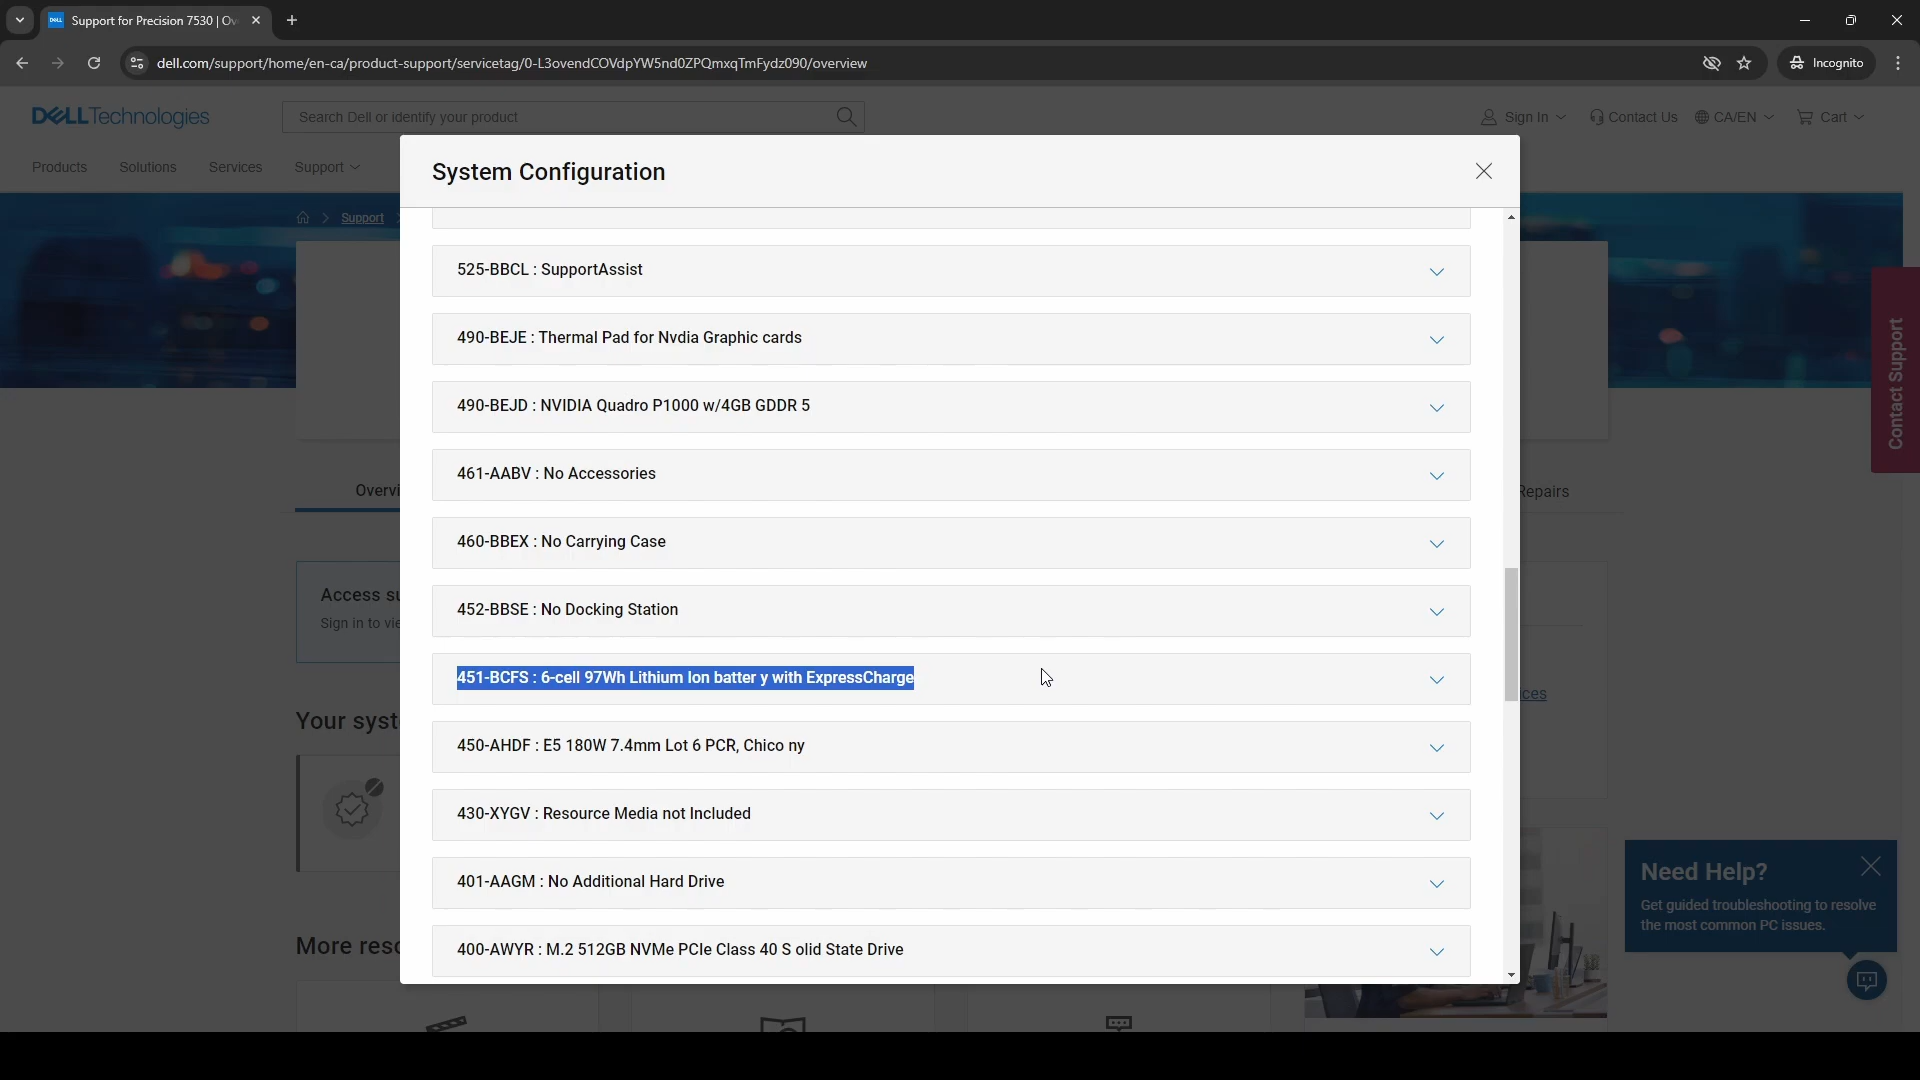 Support for Precision 7530 | Ov
dell.com/support/home/en-ca/product-support/servicetag/0-L3ovendCOVdpYW5nd0ZPQmxqTmFydz090/overview
Incognito
DELLTechnologies
Search Dell or identify your product
Sign In
Contact Us
CA/EN
Cart
Products
Solutions
Services
Support
Support
System Configuration
525-BBCL : SupportAssist
490-BEJE : Thermal Pad for Nvdia Graphic cards
490-BEJD : NVIDIA Quadro P1000 w/4GB GDDR 5
461-AABV : No Accessories
460-BBEX : No Carrying Case
452-BBSE : No Docking Station
451-BCFS : 6-cell 97Wh Lithium Ion batter y with ExpressCharge
450-AHDF : E5 180W 7.4mm Lot 6 PCR, Chico ny
430-XYGV : Resource Media not Included
401-AAGM : No Additional Hard Drive
400-AWYR : M.2 512GB NVMe PCIe Class 40 S olid State Drive
Overvi
Repairs
Access su
Sign in to vie
ces
Your syst
More reso
Contact Support
Need Help?
Get guided troubleshooting to resolve
the most common PC issues.